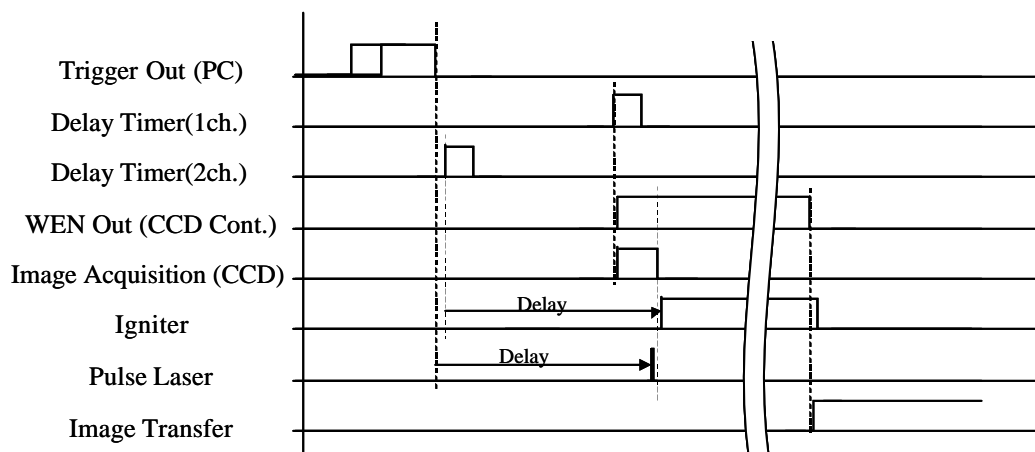 Trigger Out (PC)
Delay Timer(1ch.)
Delay Timer(2ch.)
WEN Out (CCD Cont.)
Image Acquisition (CCD)
Delay
Igniter
Delay
Pulse Laser
Image Transfer